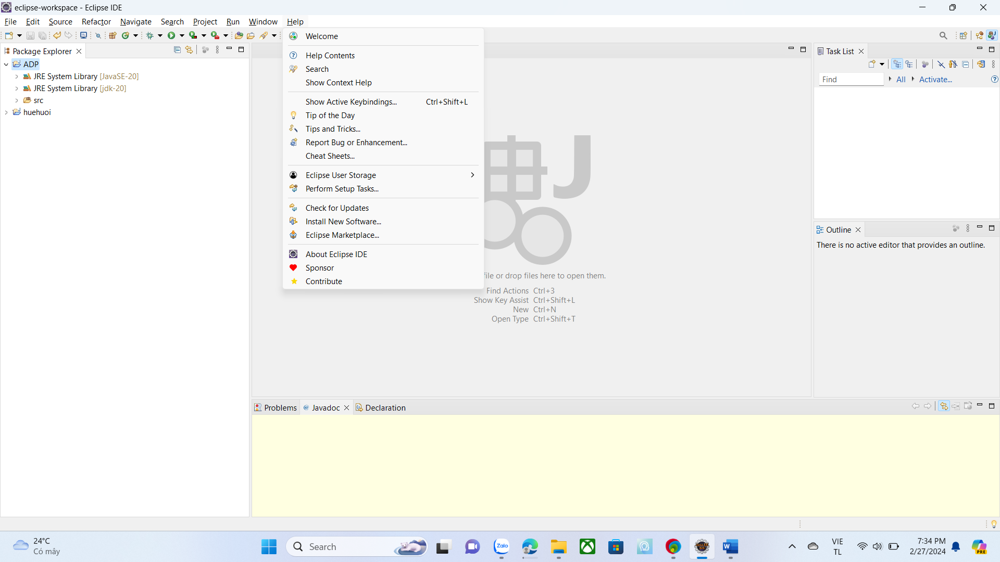 eclipse-workspace - Eclipse IDE
File Edit Source Refactor Navigate Search Project Run Window Help
Package Explorer
ADP
JRE System Library [JavaSE-20]
JRE System Library [jdk-20]
src
huehuoi
Welcome
Help Contents
Search
Show Context Help
Show Active Keybindings... Ctrl+Shift+L
Tip of the Day
Tips and Tricks...
Report Bug or Enhancement...
Cheat Sheets...
Eclipse User Storage
Perform Setup Tasks...
Check for Updates
Install New Software...
Eclipse Marketplace...
About Eclipse IDE
Sponsor
Contribute
file or drop files here to open them.
Find Actions Ctrl+3
Show Key Assist Ctrl+Shift+L
New Ctrl+N
Open Type Ctrl+Shift+T
Task List
Find All Activate...
Outline
There is no active editor that provides an outline.
Problems @ Javadoc Declaration
24°C
Có mây
Search
Zalo
VIE
TL
7:34 PM
2/27/2024
PRE